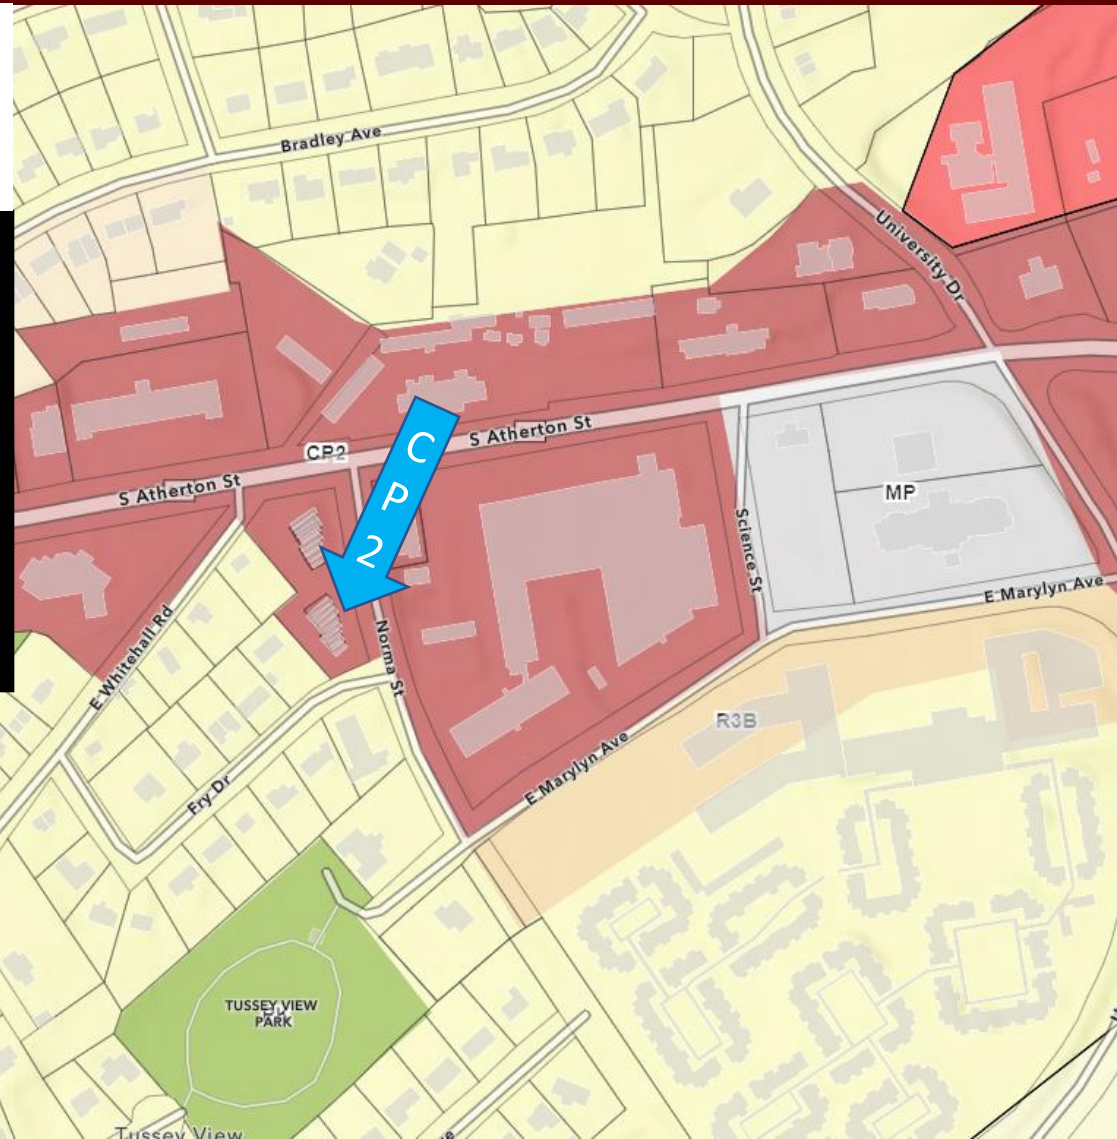 Bradley Ave
University Dr
S Atherton St
CP2
S Atherton St
C
P
2
MP
Science St
E Marylyn Ave
E Whitehall Rd
Norma St
R3B
E Marylyn Ave
Fry Dr
TUSSEY VIEW
PARK
Tussey View